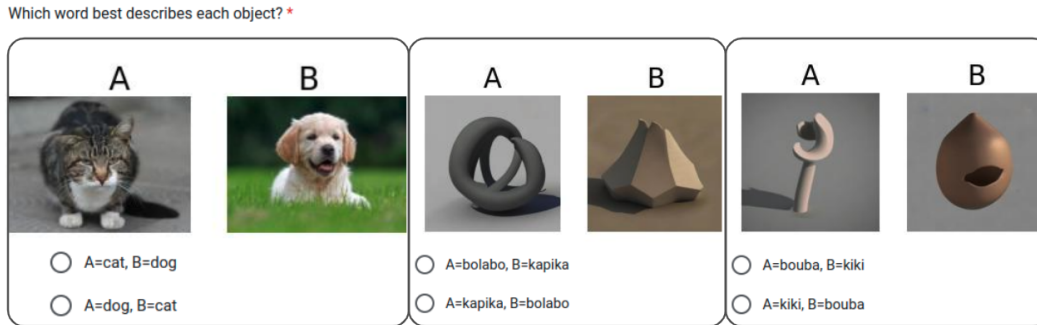 Which word best describes each object? *
A B A B A B
A=cat, B=dog A=bolabo, B=kapika A=bouba, B=kiki
A=dog, B=cat A=kapika, B=bolabo A=kiki, B=bouba